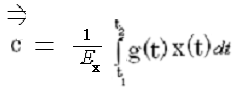 ⇒
c = 1/E_x ∫_{t_1}^{t_2} g(t) x(t) dt